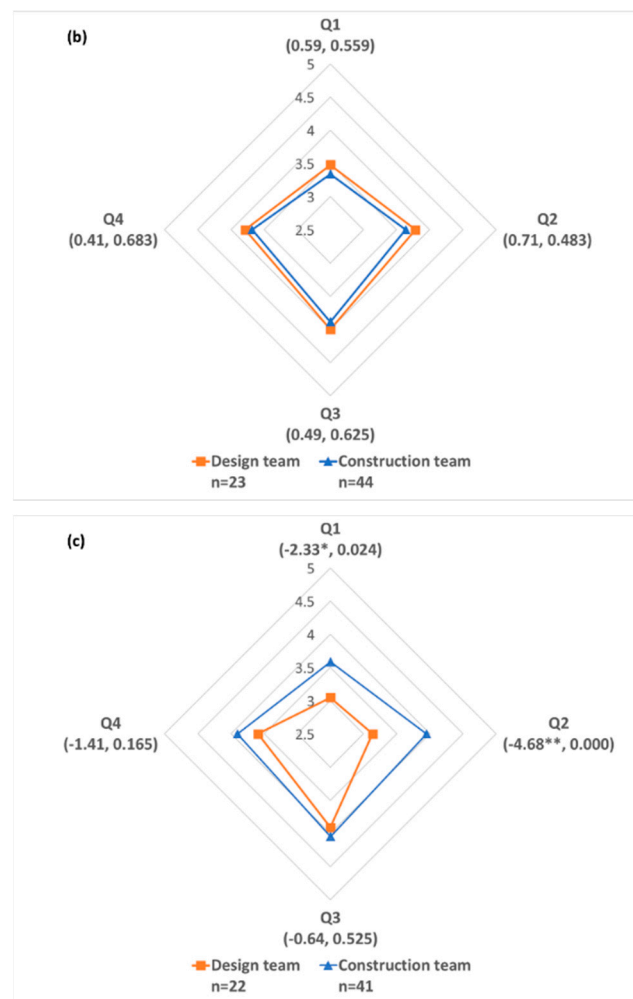 (b)
Q1
(0.59, 0.559)
5
4.5
4
3.5
3
2.5
Q4
(0.41, 0.683)
Q2
(0.71, 0.483)
Q3
(0.49, 0.625)
Design team
n=23
Construction team
n=44
(c)
Q1
(-2.33*, 0.024)
5
4.5
4
3.5
3
2.5
Q4
(-1.41, 0.165)
Q2
(-4.68**, 0.000)
Q3
(-0.64, 0.525)
Design team
n=22
Construction team
n=41